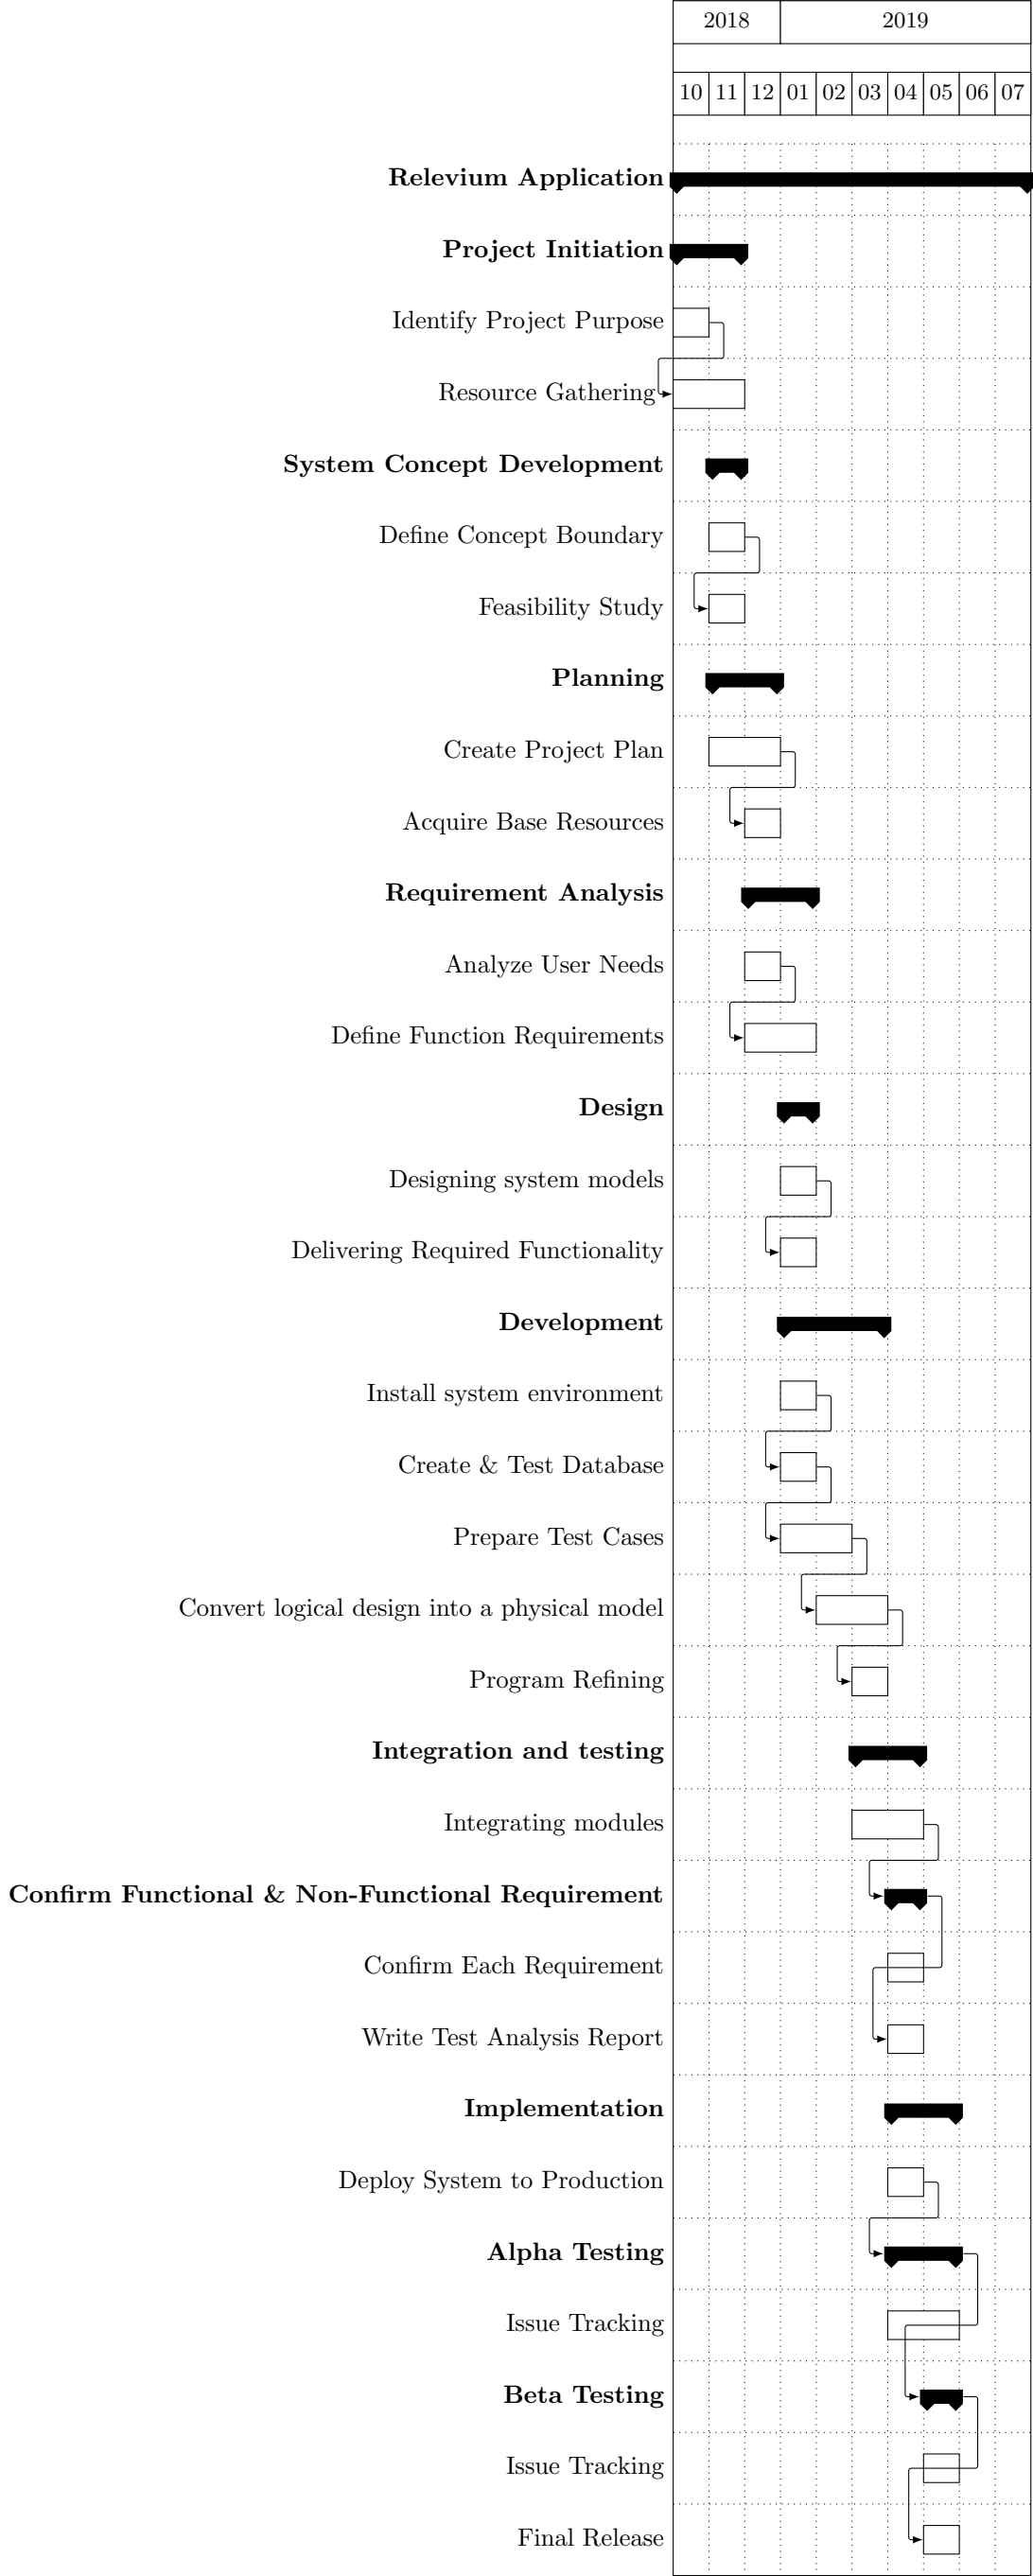 2018 2019
10 11 12 01 02 03 04 05 06 07
Relevium Application
Project Initiation
Identify Project Purpose
Resource Gathering
System Concept Development
Define Concept Boundary
Feasibility Study
Planning
Create Project Plan
Acquire Base Resources
Requirement Analysis
Analyze User Needs
Define Function Requirements
Design
Designing system models
Delivering Required Functionality
Development
Install system environment
Create & Test Database
Prepare Test Cases
Convert logical design into a physical model
Program Refining
Integration and testing
Integrating modules
Confirm Functional & Non-Functional Requirement
Confirm Each Requirement
Write Test Analysis Report
Implementation
Deploy System to Production
Alpha Testing
Issue Tracking
Beta Testing
Issue Tracking
Final Release